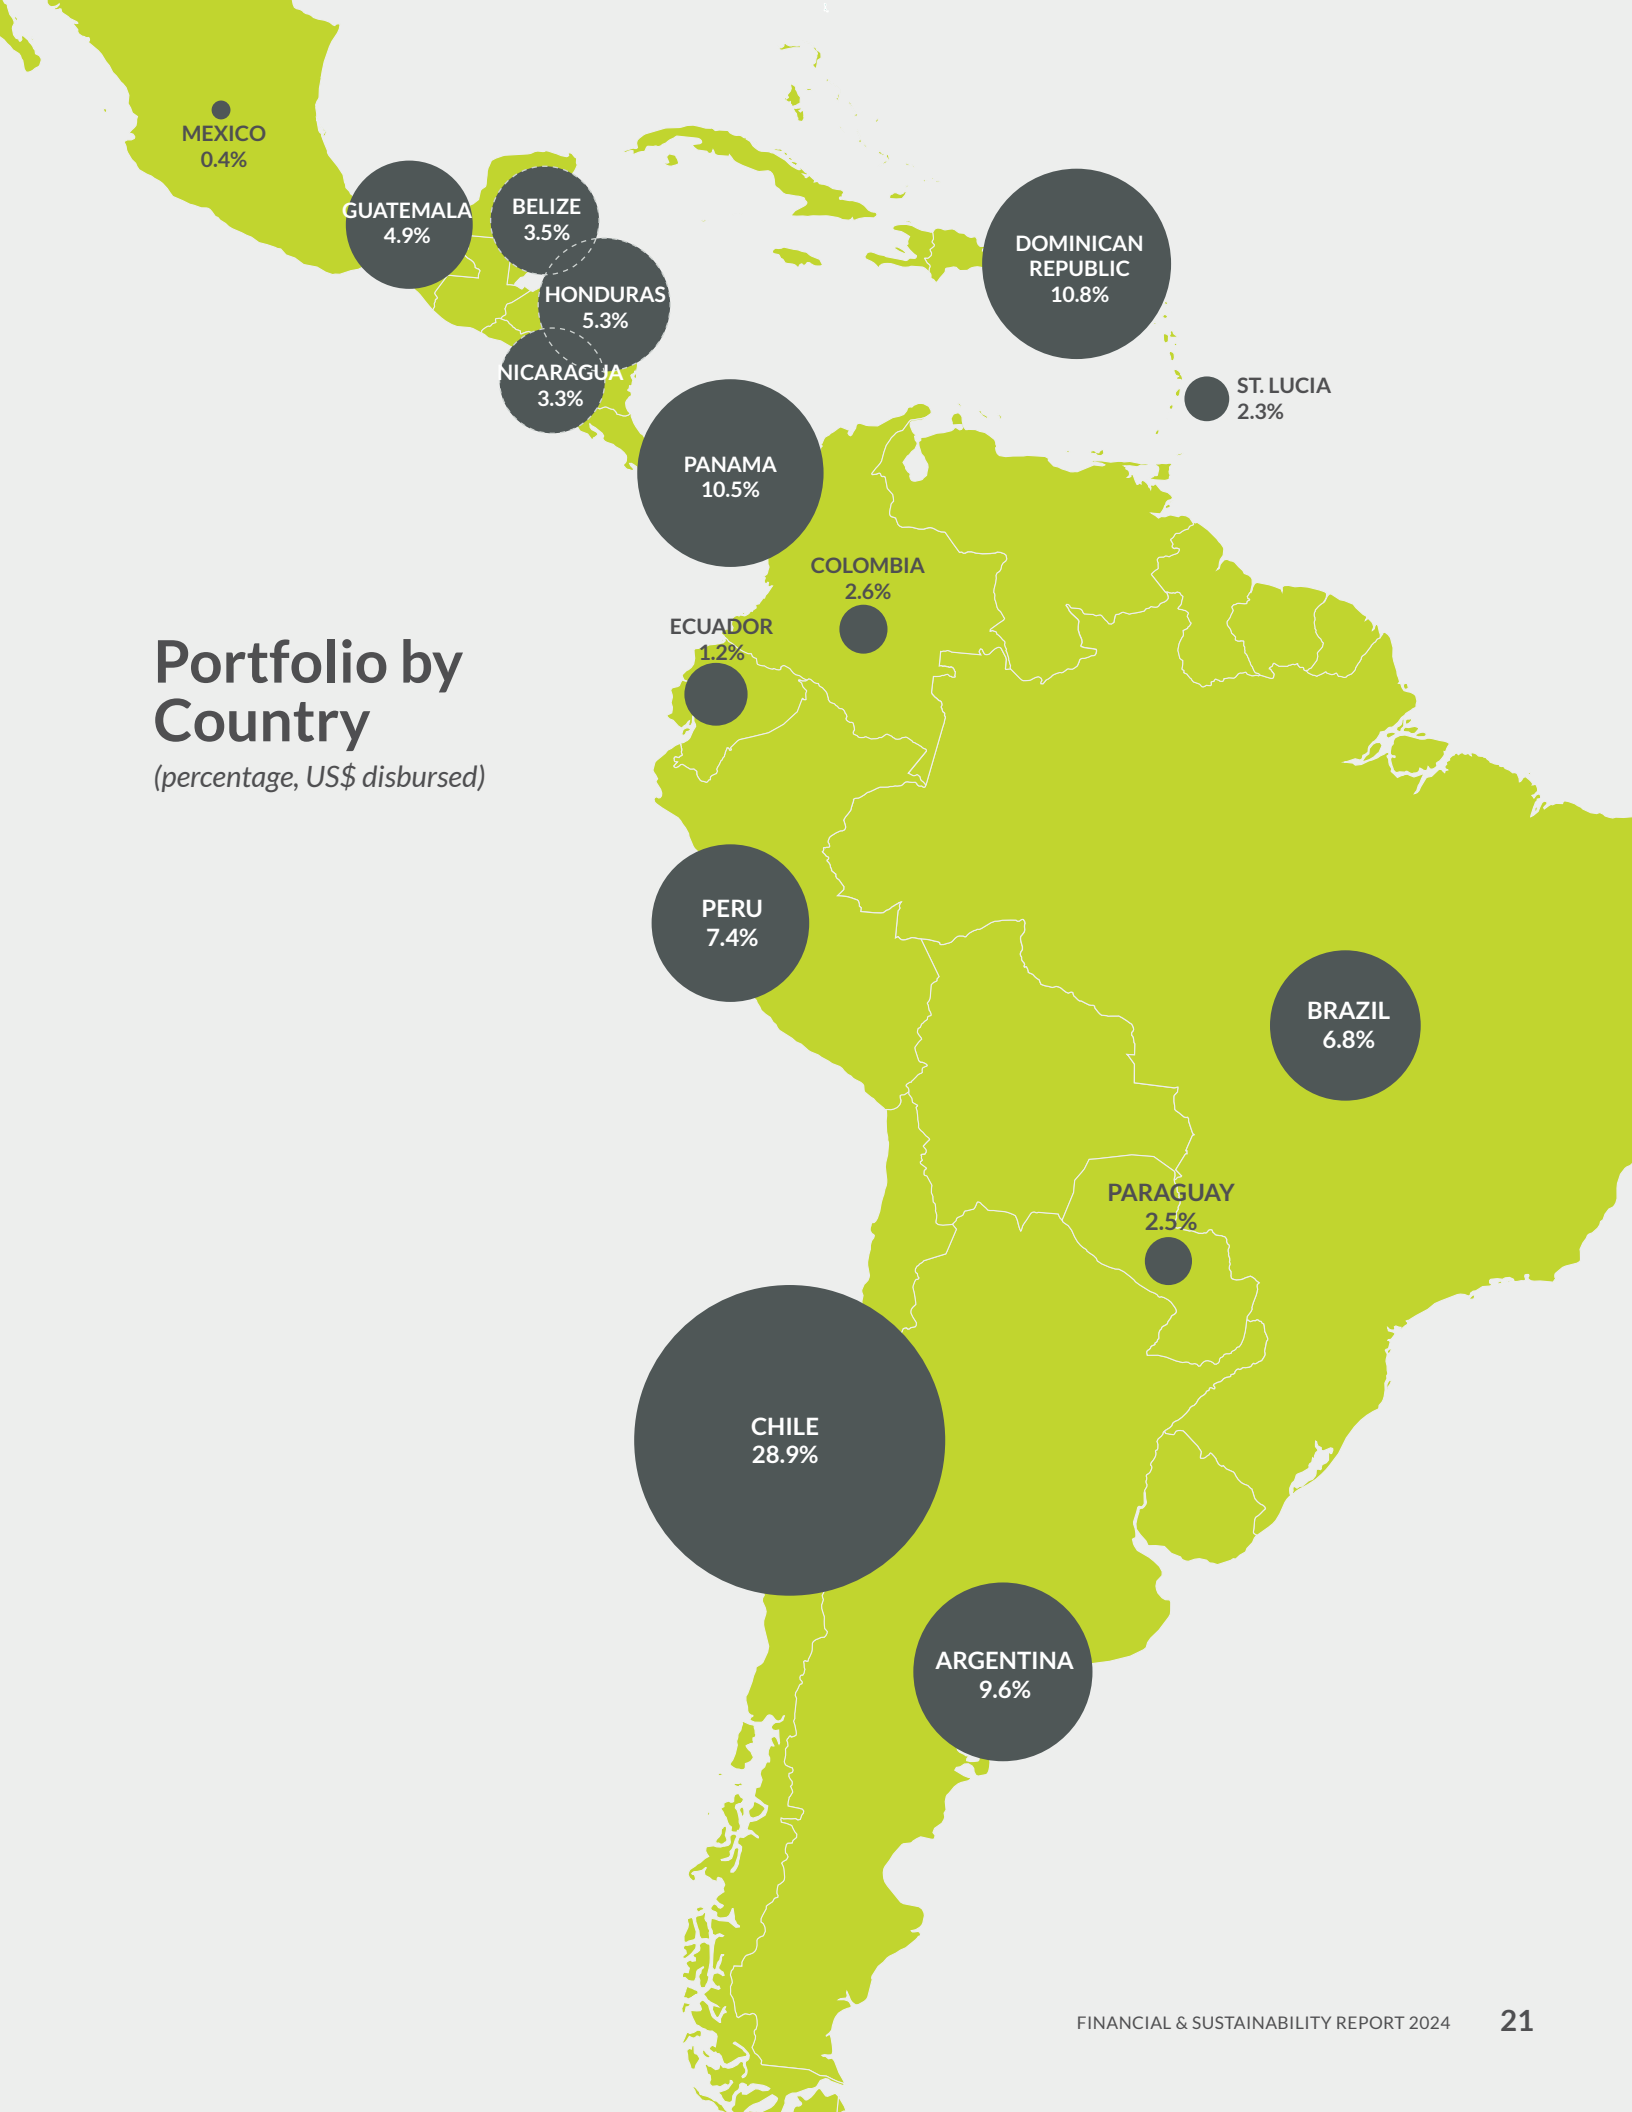 MEXICO
0.4%
GUATEMALA
4.9%
BELIZE
3.5%
HONDURAS
5.3%
NICARAGUA
3.3%
DOMINICAN
REPUBLIC
10.8%
ST. LUCIA
2.3%
PANAMA
10.5%
COLOMBIA
2.6%
ECUADOR
1.2%
Portfolio by
Country
(percentage, US$ disbursed)
PERU
7.4%
BRAZIL
6.8%
PARAGUAY
2.5%
CHILE
28.9%
ARGENTINA
9.6%
FINANCIAL & SUSTAINABILITY REPORT 2024 21